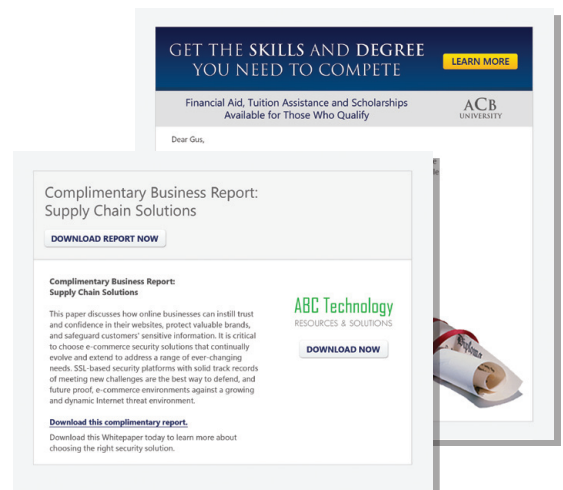 GET THE SKILLS AND DEGREE
YOU NEED TO COMPETE
LEARN MORE
Financial Aid, Tuition Assistance and Scholarships
Available for Those Who Qualify
ACB
UNIVERSITY
Dear Gus,
Complimentary Business Report:
Supply Chain Solutions
DOWNLOAD REPORT NOW
Complimentary Business Report:
Supply Chain Solutions
This paper discusses how online businesses can instill trust
and confidence in their websites, protect valuable brands,
and safeguard customers' sensitive information. It is critical
to choose e-commerce security solutions that continually
evolve and extend to address a range of ever-changing
needs. SSL-based security platforms with solid track records
of meeting new challenges are the best way to defend, and
future proof, e-commerce environments against a growing
and dynamic Internet threat environment.
Download this complimentary report.
Download this Whitepaper today to learn more about
choosing the right security solution.
ABC Technology
RESOURCES & SOLUTIONS
DOWNLOAD NOW
Diploma